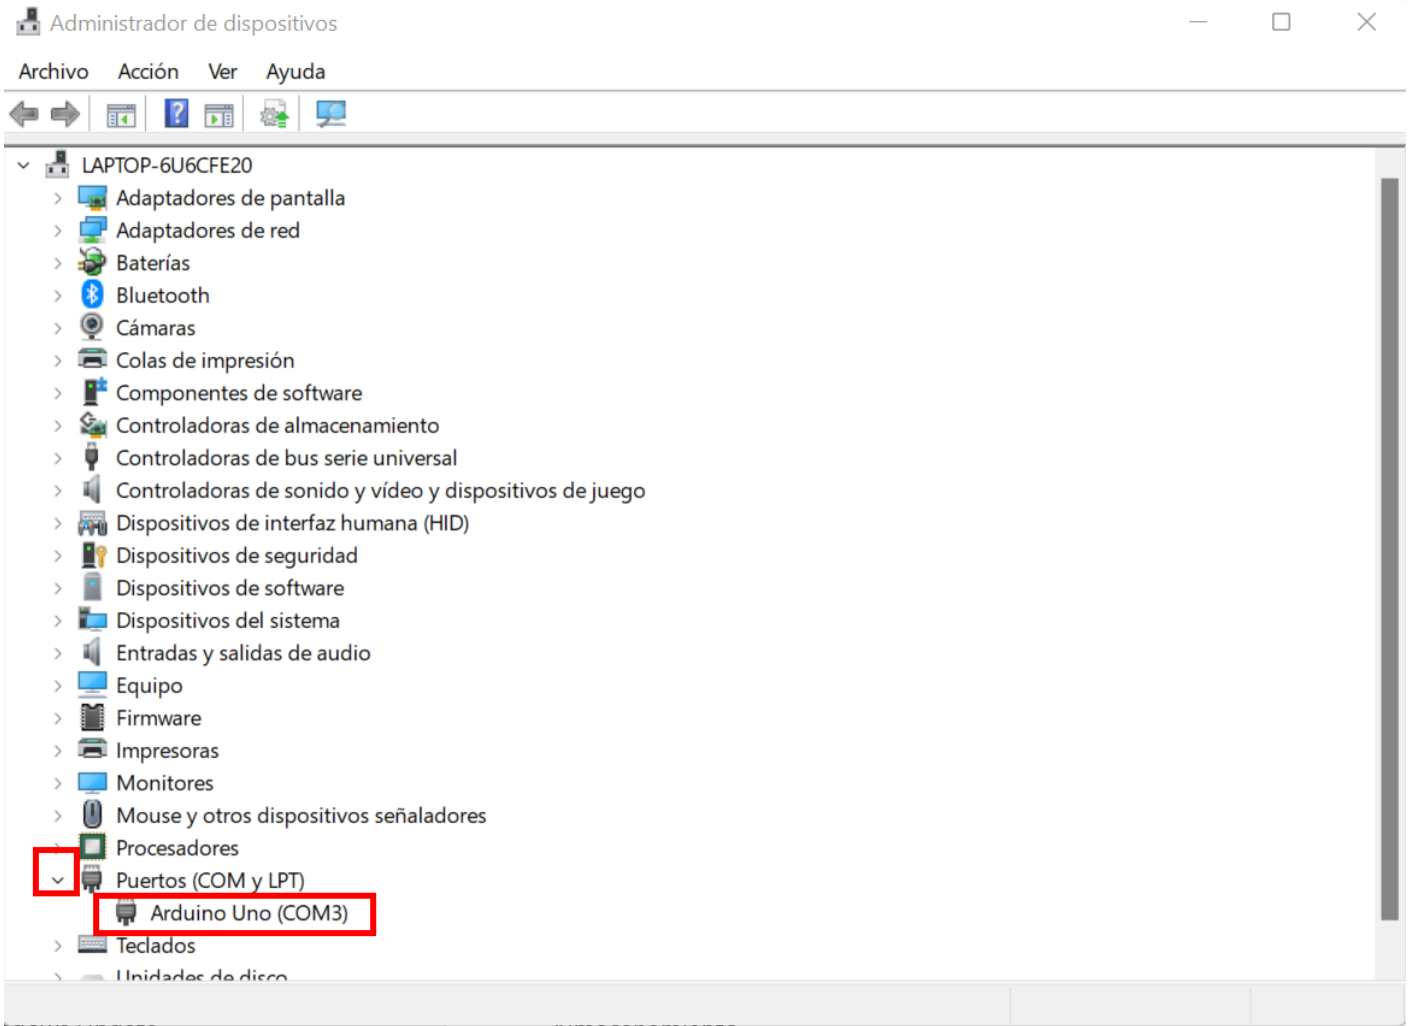 Administrador de dispositivos
Archivo Acción Ver Ayuda
LAPTOP-6U6CFE20
Adaptadores de pantalla
Adaptadores de red
Baterías
Bluetooth
Cámaras
Colas de impresión
Componentes de software
Controladoras de almacenamiento
Controladoras de bus serie universal
Controladoras de sonido y vídeo y dispositivos de juego
Dispositivos de interfaz humana (HID)
Dispositivos de seguridad
Dispositivos de software
Dispositivos del sistema
Entradas y salidas de audio
Equipo
Firmware
Impresoras
Monitores
Mouse y otros dispositivos señaladores
Procesadores
Puertos (COM y LPT)
Arduino Uno (COM3)
Teclados
Unidades de disco